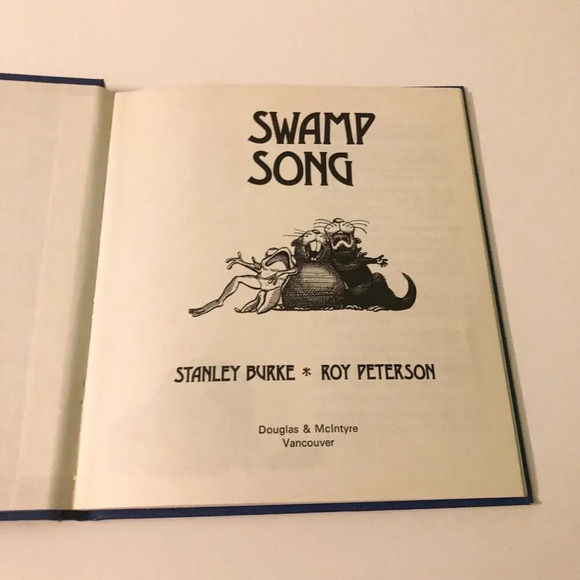 SWAMP
SONG
STANLEY BURKE * ROY PETERSON
Douglas & McIntyre
Vancouver